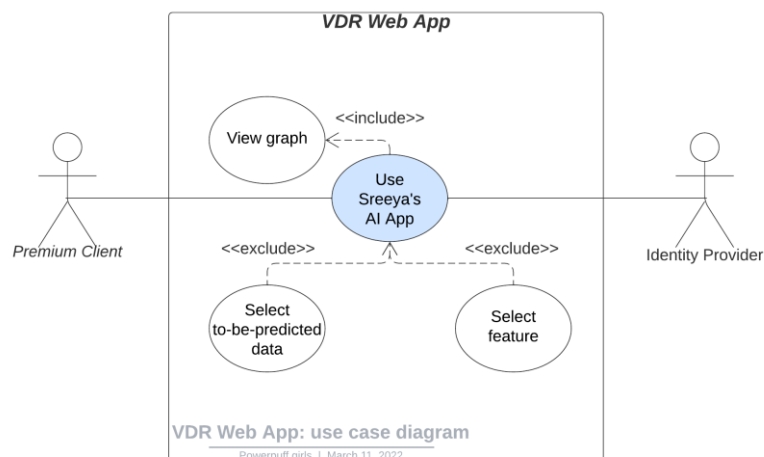 VDR Web App
<<include>>
View graph
Use
Sreeya's
AI App
Premium Client
Identity Provider
<<exclude>>
<<exclude>>
Select
to-be-predicted
data
Select
feature
VDR Web App: use case diagram
Powerpuff girls | March 11, 2022